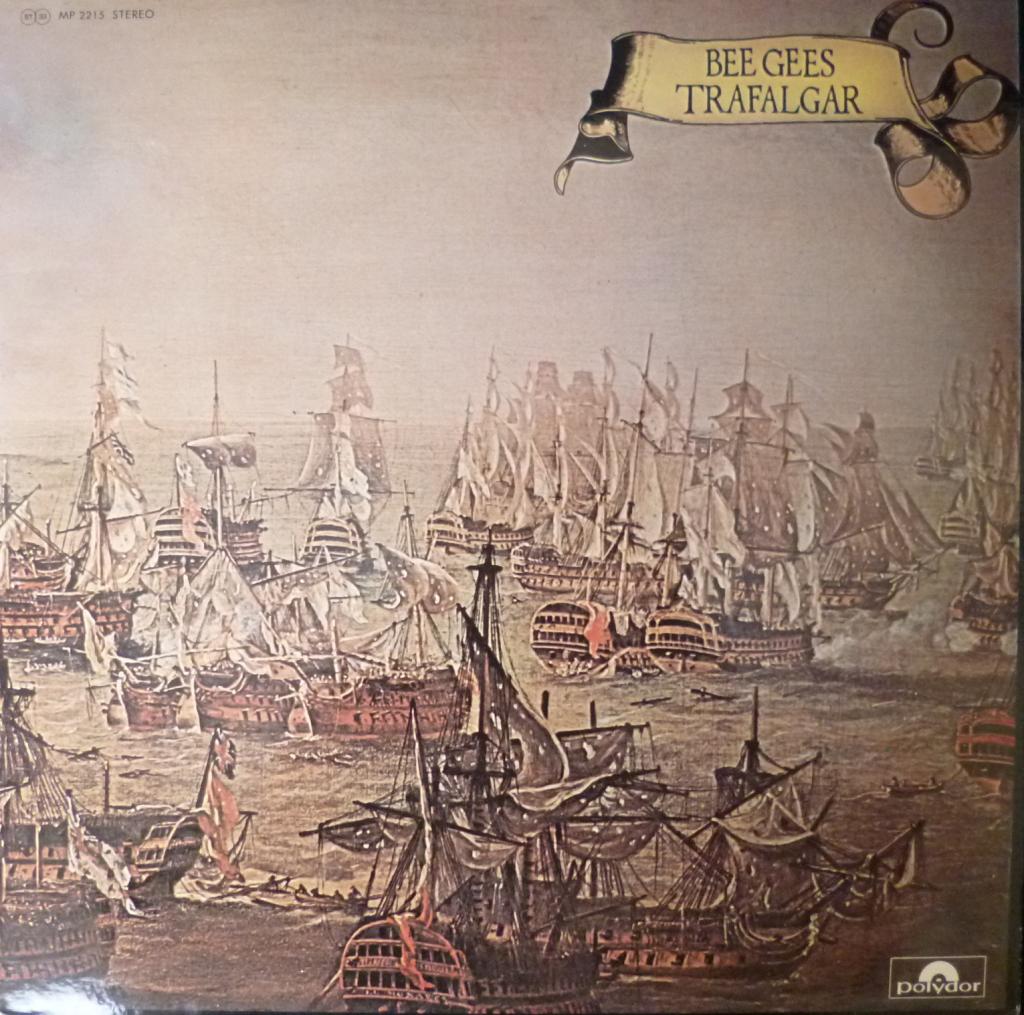 MP 2215 STEREO
BEE GEES
TRAFALGAR
polydor